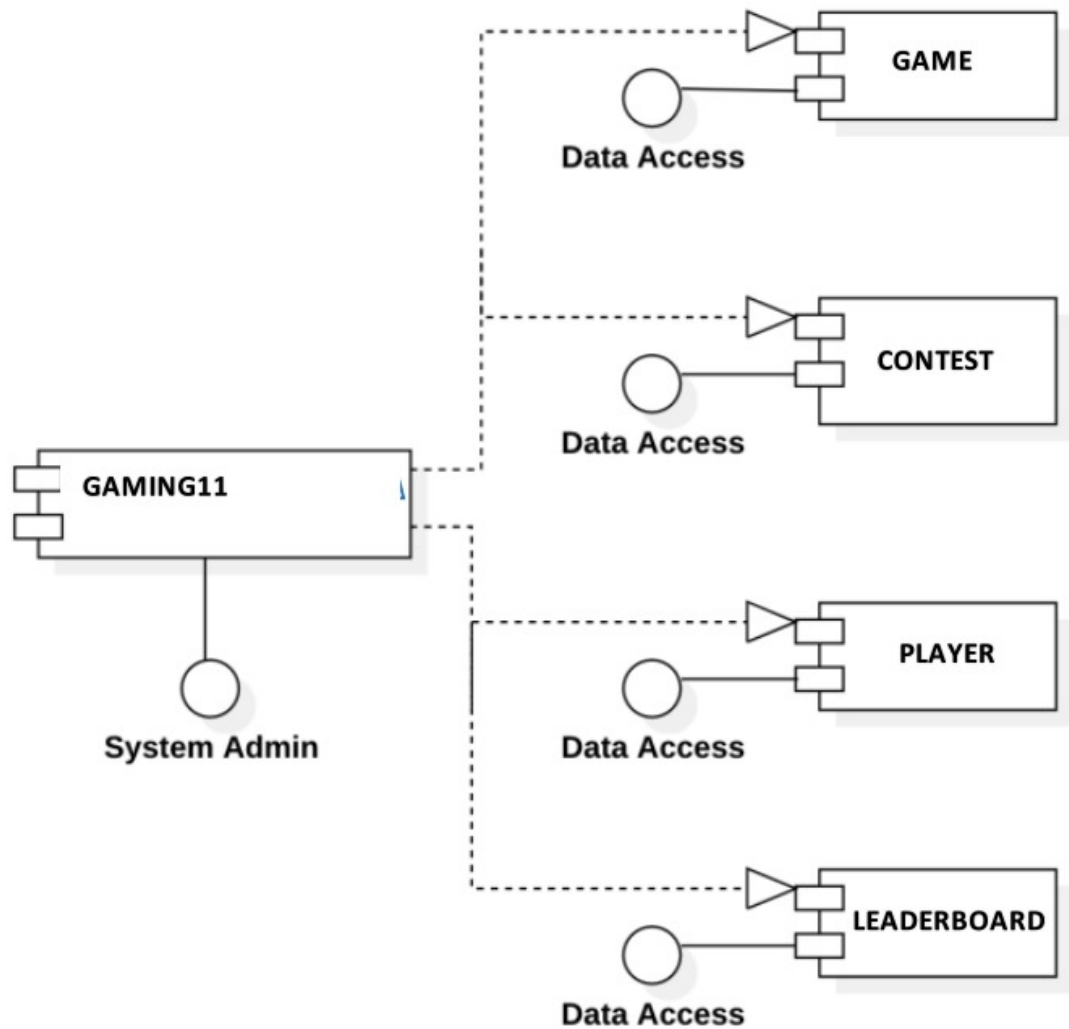 GAME
Data Access
CONTEST
Data Access
GAMING11
System Admin
PLAYER
Data Access
LEADERBOARD
Data Access